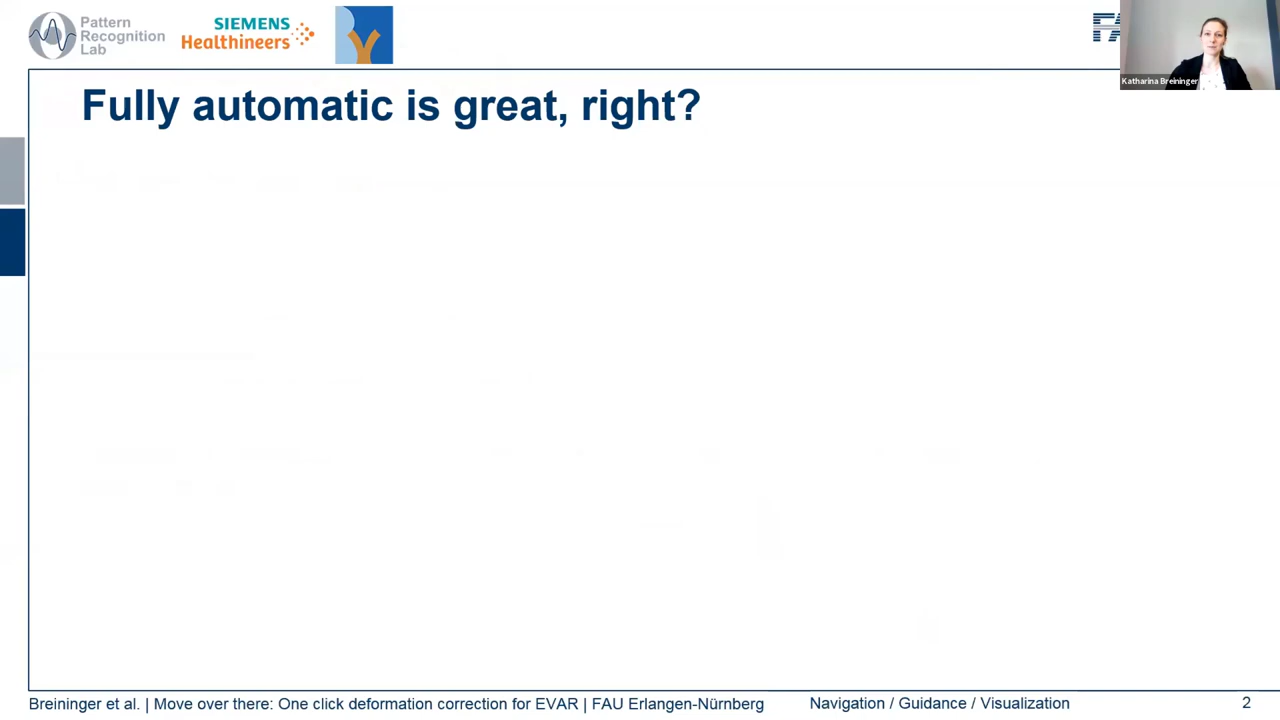 Pattern
Recognition
Lab
SIEMENS
Healthineers
FA
Katharina Breininger
Fully automatic is great, right?
Breininger et al. | Move over there: One click deformation correction for EVAR | FAU Erlangen-Nürnberg
Navigation / Guidance / Visualization
2